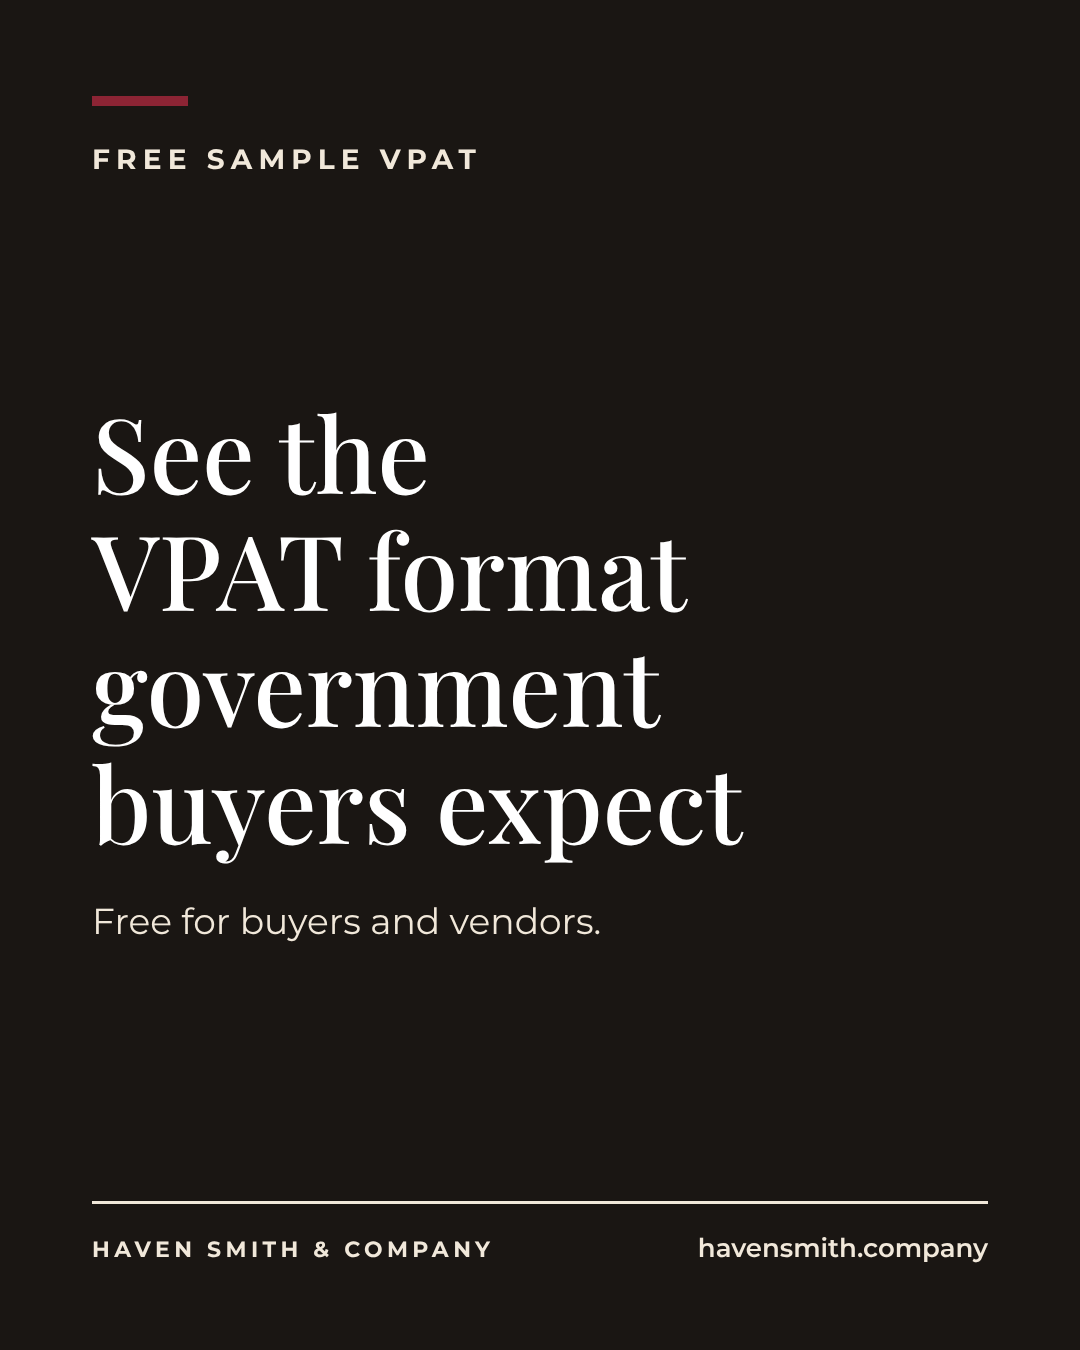 FREE SAMPLE VPAT
See the
VPAT format
government
buyers expect
Free for buyers and vendors.
HAVEN SMITH & COMPANY
havensmith.company